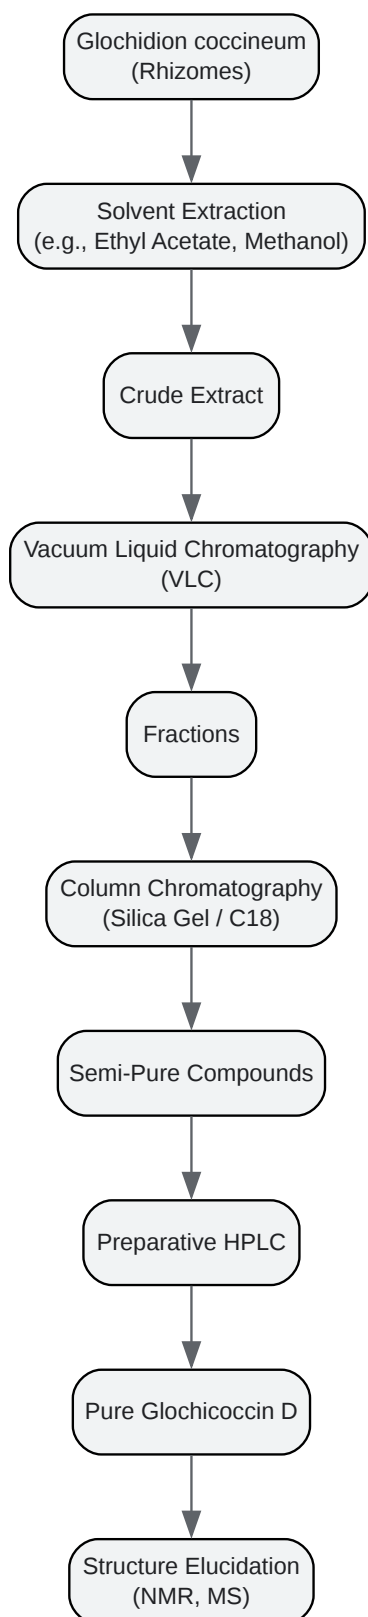 Glochidion coccineum
(Rhizomes)
Solvent Extraction
(e.g., Ethyl Acetate, Methanol)
Crude Extract
Vacuum Liquid Chromatography
(VLC)
Fractions
Column Chromatography
(Silica Gel / C18)
Semi-Pure Compounds
Preparative HPLC
Pure Glochicoccin D
Structure Elucidation
(NMR, MS)